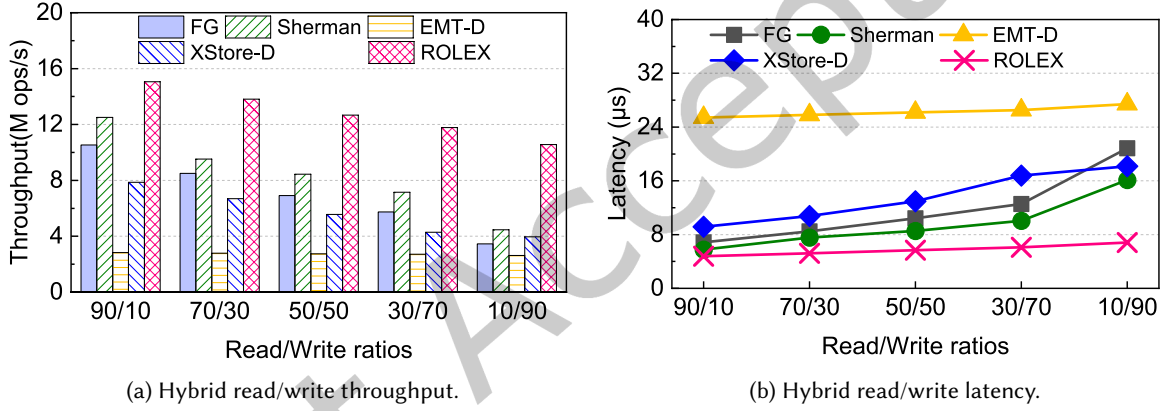 20
16
12
8
4
0
Throughput(M ops/s)
FG Sherman EMT-D
XStore-D ROLEX
90/10 70/30 50/50 30/70 10/90
Read/Write ratios
(a) Hybrid read/write throughput.
40
32
24
16
8
0
Latency (μs)
FG Sherman EMT-D
XStore-D ROLEX
90/10 70/30 50/50 30/70 10/90
Read/Write ratios
(b) Hybrid read/write latency.
Accept